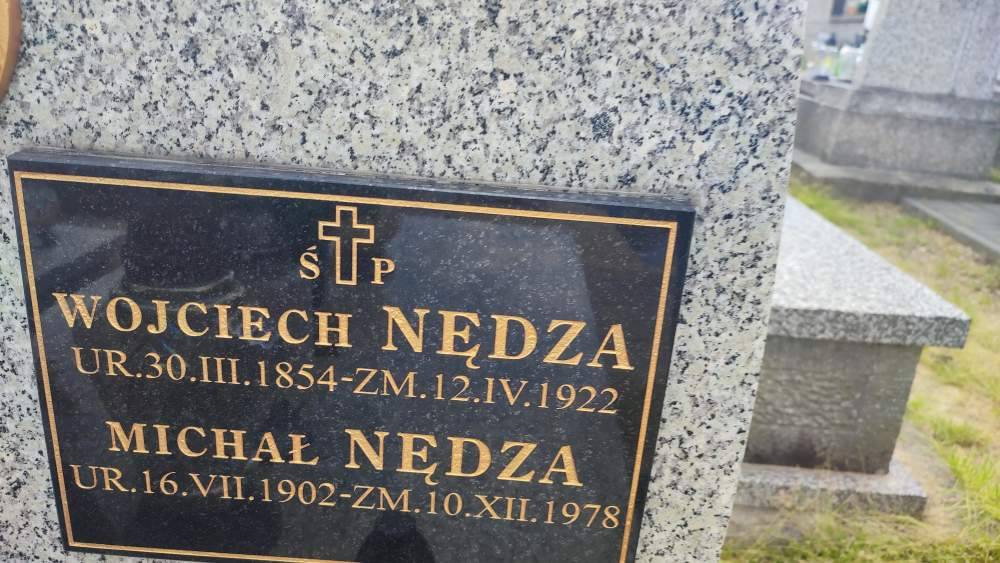 Ś P
WOJCIECH NĘDZA
UR.30.III.1854-ZM.12.IV.1922
MICHAŁ NĘDZA
UR.16.VII.1902-ZM.10.XII.1978